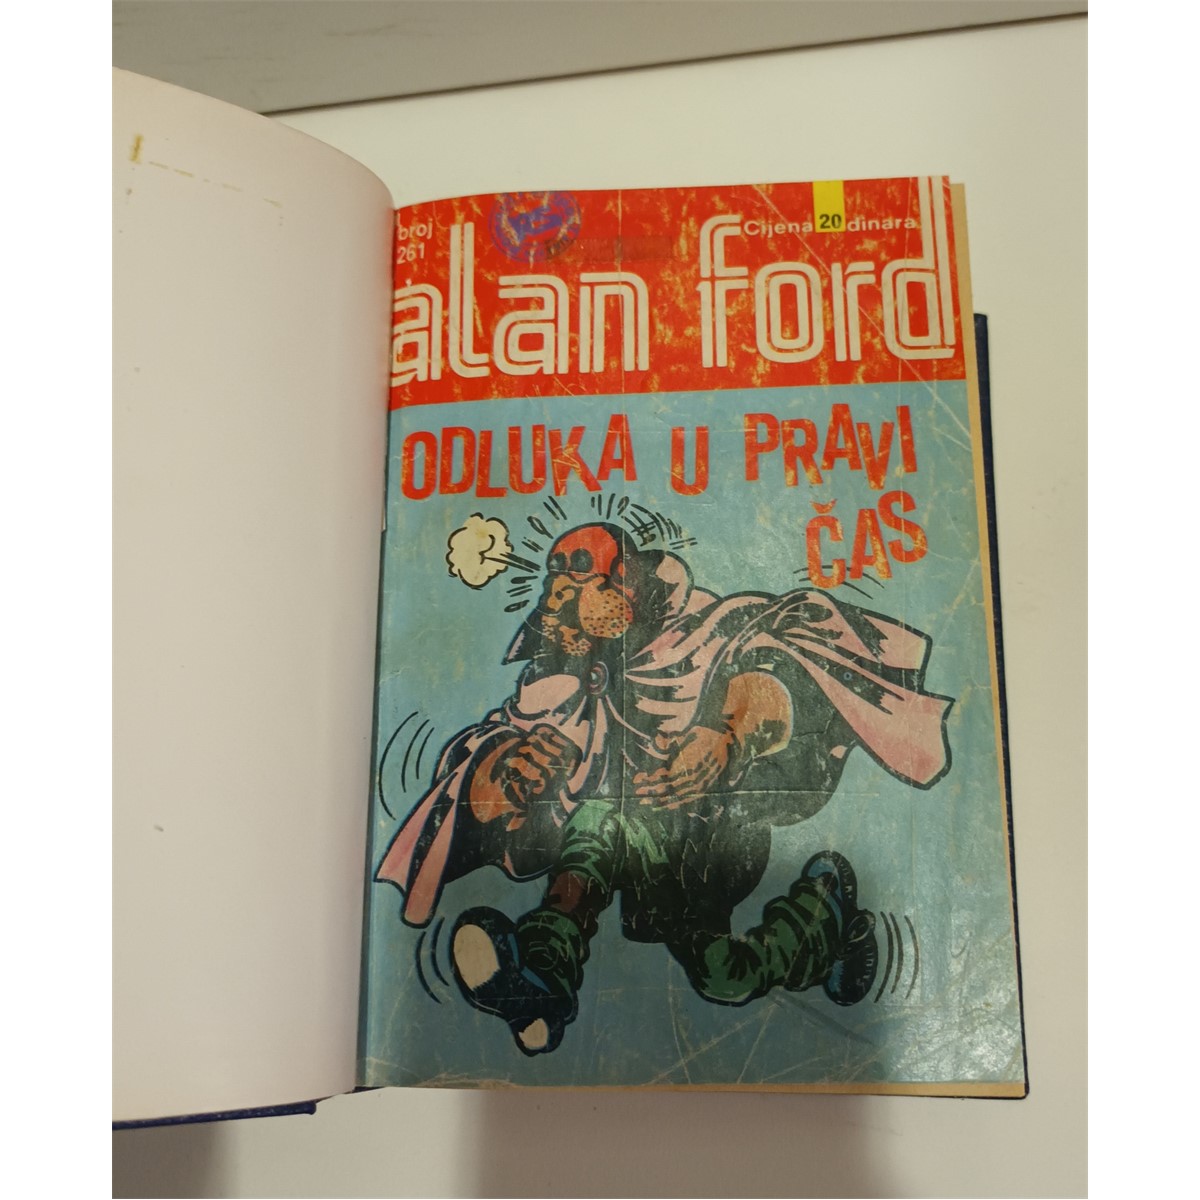 broj
261
Cijena 20 dinara
alan ford
ODLUKA U PRAVI
ČAS